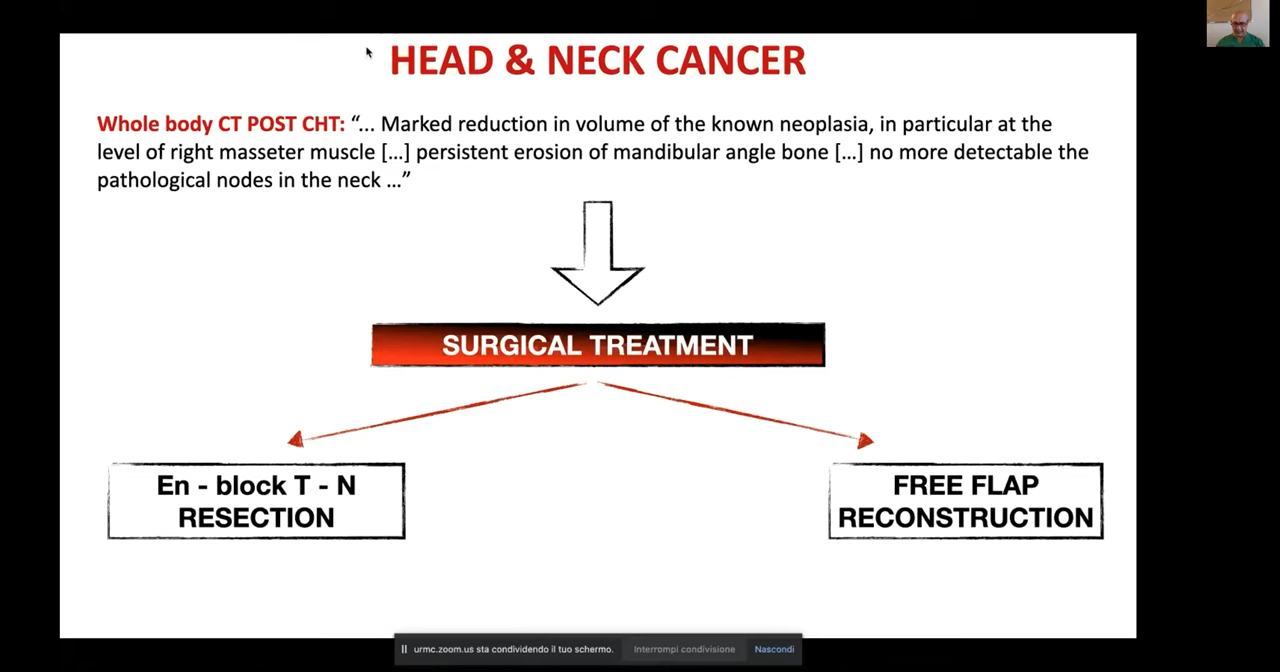 HEAD & NECK CANCER
Whole body CT POST CHT: “... Marked reduction in volume of the known neoplasia, in particular at the
level of right masseter muscle [...] persistent erosion of mandibular angle bone [...] no more detectable the
pathological nodes in the neck ...”
SURGICAL TREATMENT
En - block T - N
RESECTION
FREE FLAP
RECONSTRUCTION
urmc.zoom.us sta condividendo il tuo schermo.
Interrompi condivisione
Nascondi